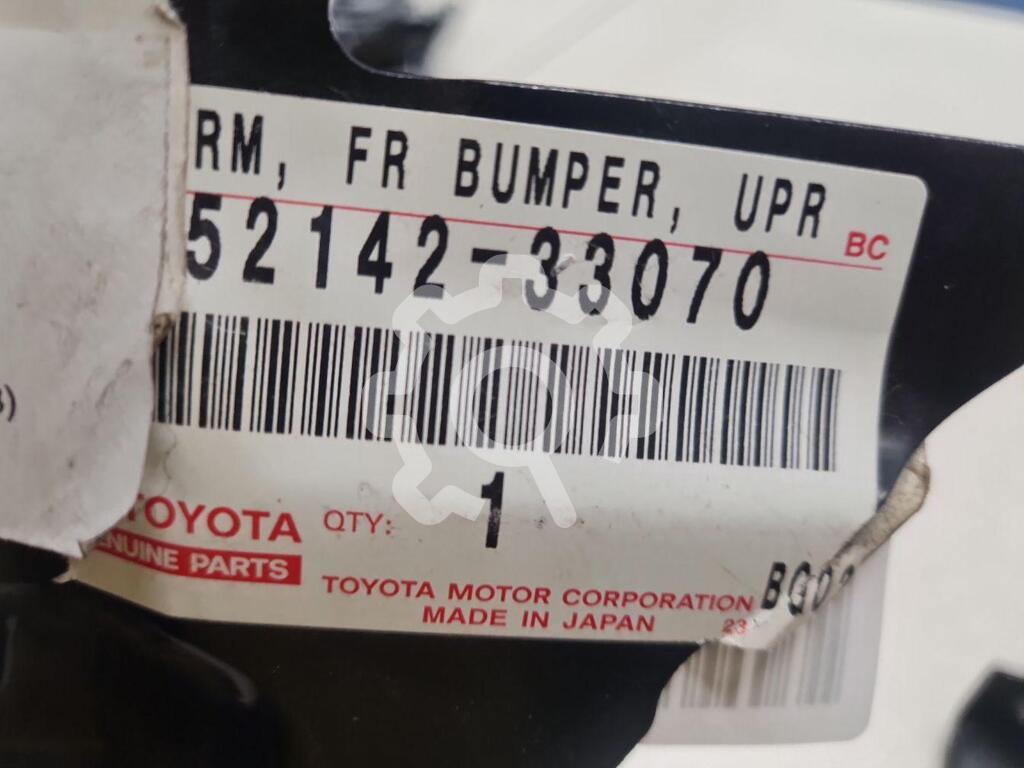 RM, FR BUMPER, UPR
BC
52142-33070
TOYOTA
QTY: 1
GENUINE PARTS
TOYOTA MOTOR CORPORATION
MADE IN JAPAN